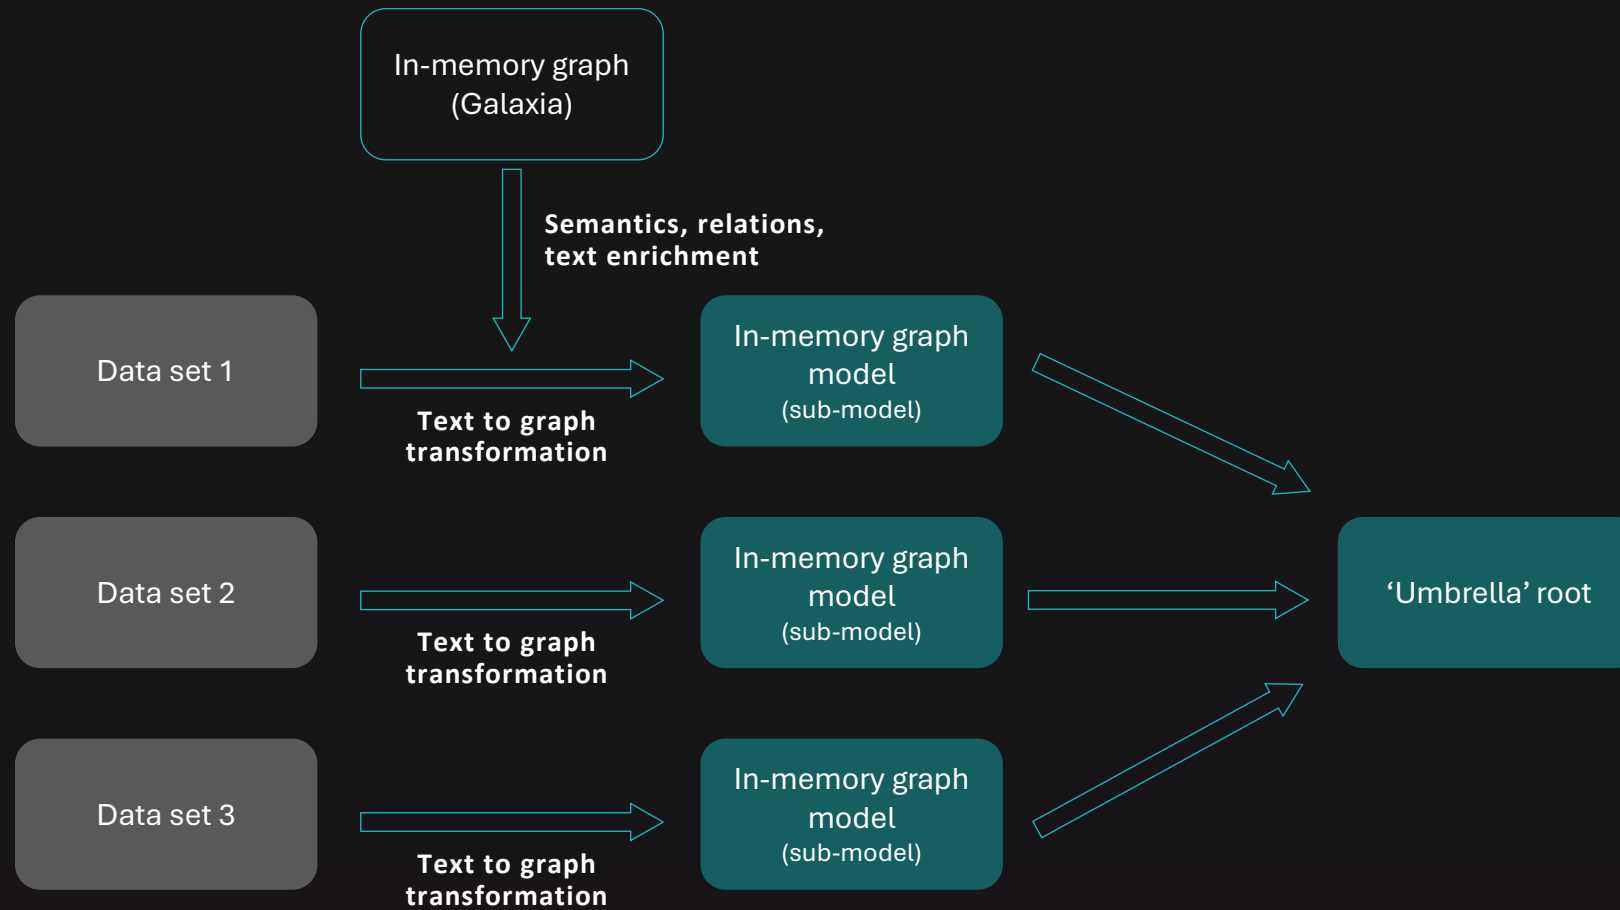 In-memory graph
(Galaxia)
Semantics, relations,
text enrichment
Data set 1
Text to graph
transformation
In-memory graph
model
(sub-model)
Data set 2
Text to graph
transformation
In-memory graph
model
(sub-model)
‘Umbrella’ root
Data set 3
Text to graph
transformation
In-memory graph
model
(sub-model)